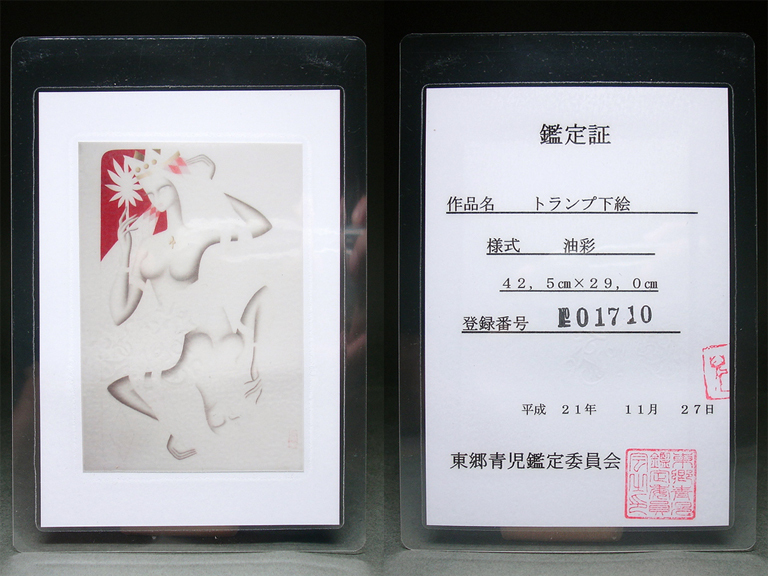 鑑定証
作品名 トランプ下絵
様式 油彩
42,5㎝×29,0㎝
登録番号 №01710
平成 21年 11月 27日
東郷青児鑑定委員会